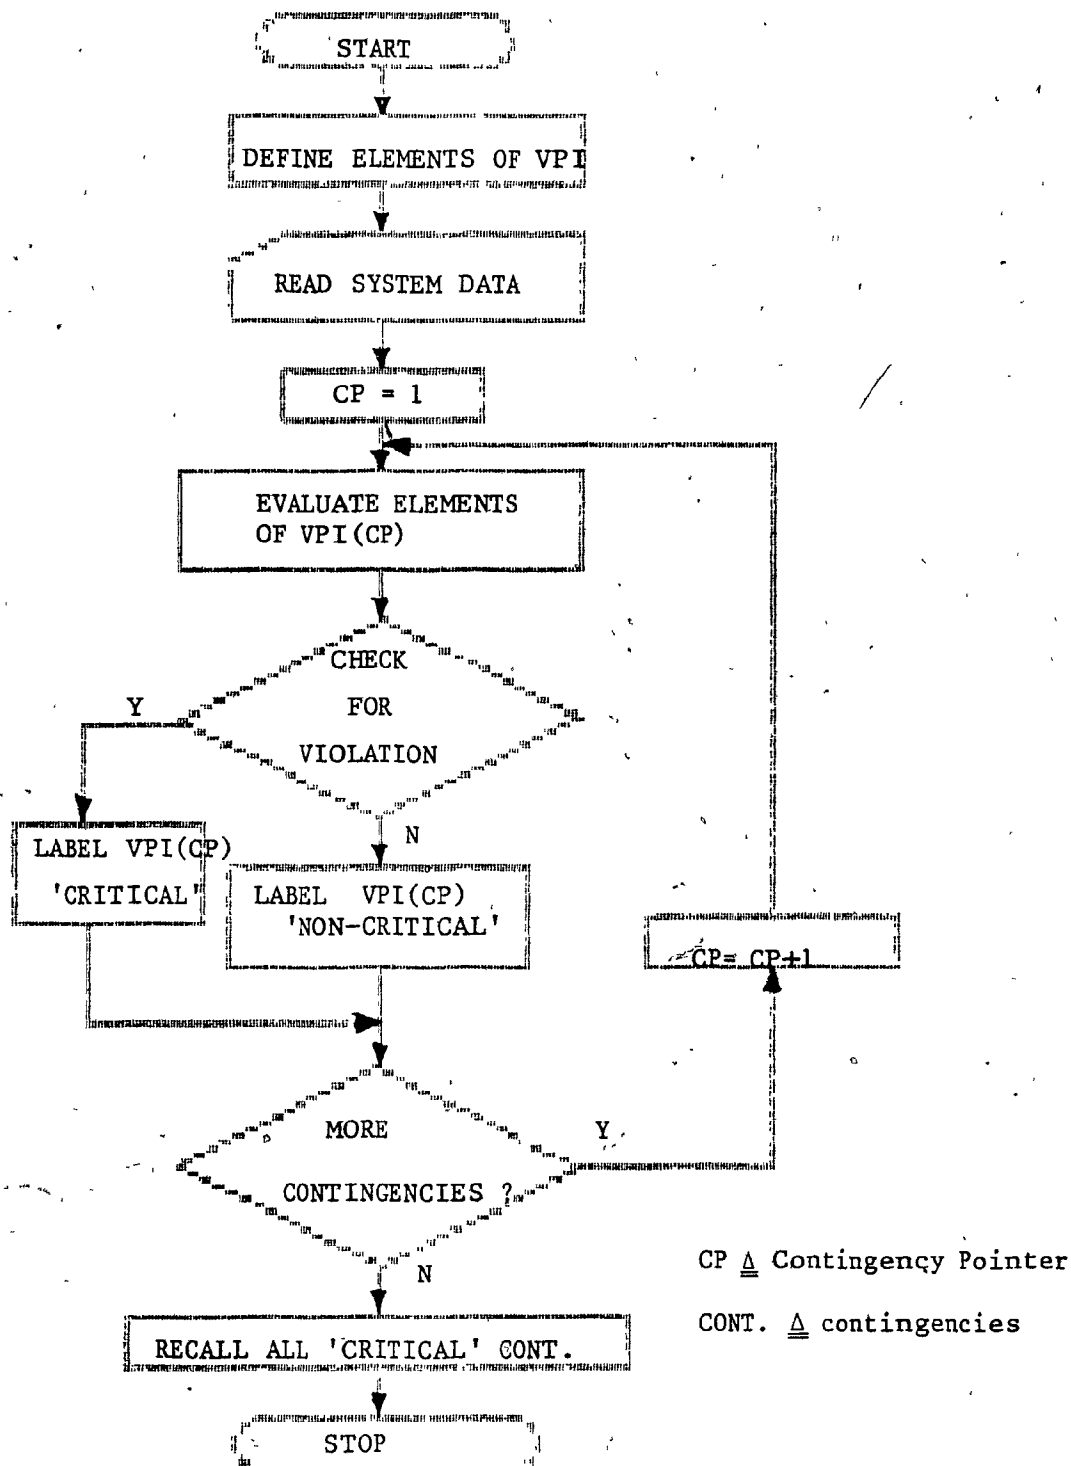 START
DEFINE ELEMENTS OF VPI
READ SYSTEM DATA
CP = 1
EVALUATE ELEMENTS
OF VPI(CP)
CHECK
FOR
VIOLATION
Y
N
LABEL VPI(CP)
'CRITICAL'
LABEL VPI(CP)
'NON-CRITICAL'
CP= CP+1
MORE
CONTINGENCIES ?
Y
N
RECALL ALL 'CRITICAL' CONT.
STOP
CP ≜ Contingency Pointer
CONT. ≜ contingencies